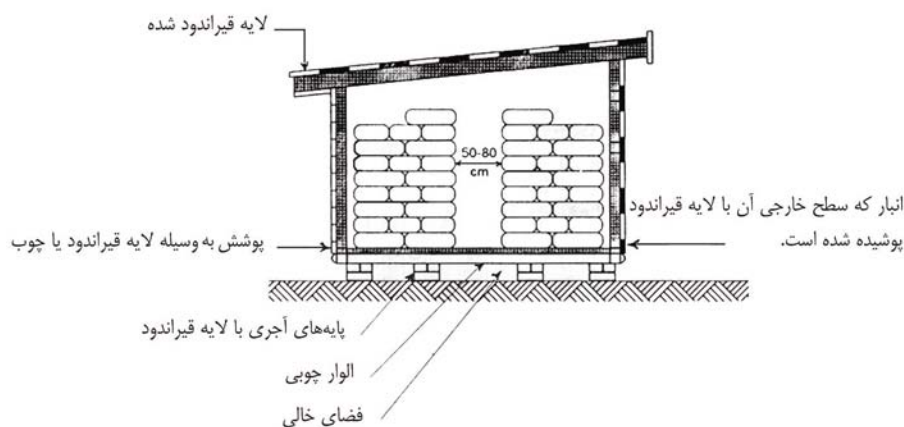 لایه قیراندود شده
50-80
cm
انبار که سطح خارجی آن با لایه قیراندود
پوشیده شده است.
پوشش به وسیله لایه قیراندود یا چوب
پایه‌های آجری با لایه قیراندود
الوار چوبی
فضای خالی